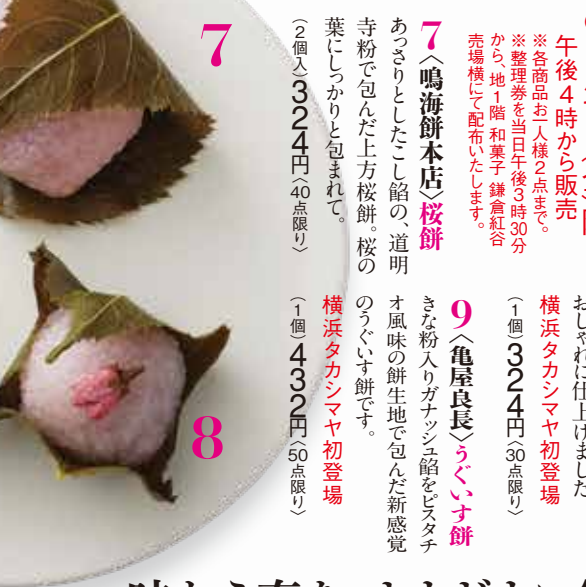 午後4時から販売
※各商品お一人様2点まで。
※整理券を当日午後3時30分
から、地1階 和菓子 鎌倉紅谷
売場横にて配布いたします。
7〈鳴海餅本店〉桜餅
あっさりとしたこし餡の、道明
寺粉で包んだ上方桜餅。桜の
葉にしっかりと包まれて。
(2個入)324円〈40点限り〉
おしゃれに仕上げました
横浜タカシマヤ初登場
(1個)324円〈30点限り〉
9〈亀屋良長〉うぐいす餅
きな粉入りガナッシュ餡をピスタチ
オ風味の餅生地で包んだ新感覚
のうぐいす餅です。
横浜タカシマヤ初登場
(1個)432円〈50点限り〉
7
8